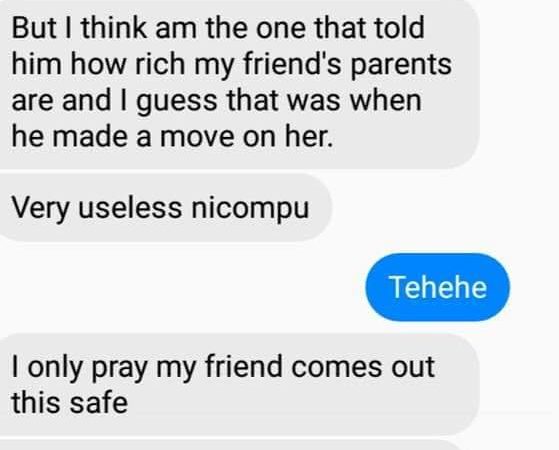 But I think am the one that told
him how rich my friend's parents
are and I guess that was when
he made a move on her.
Very useless nicompu
Tehehe
I only pray my friend comes out
this safe